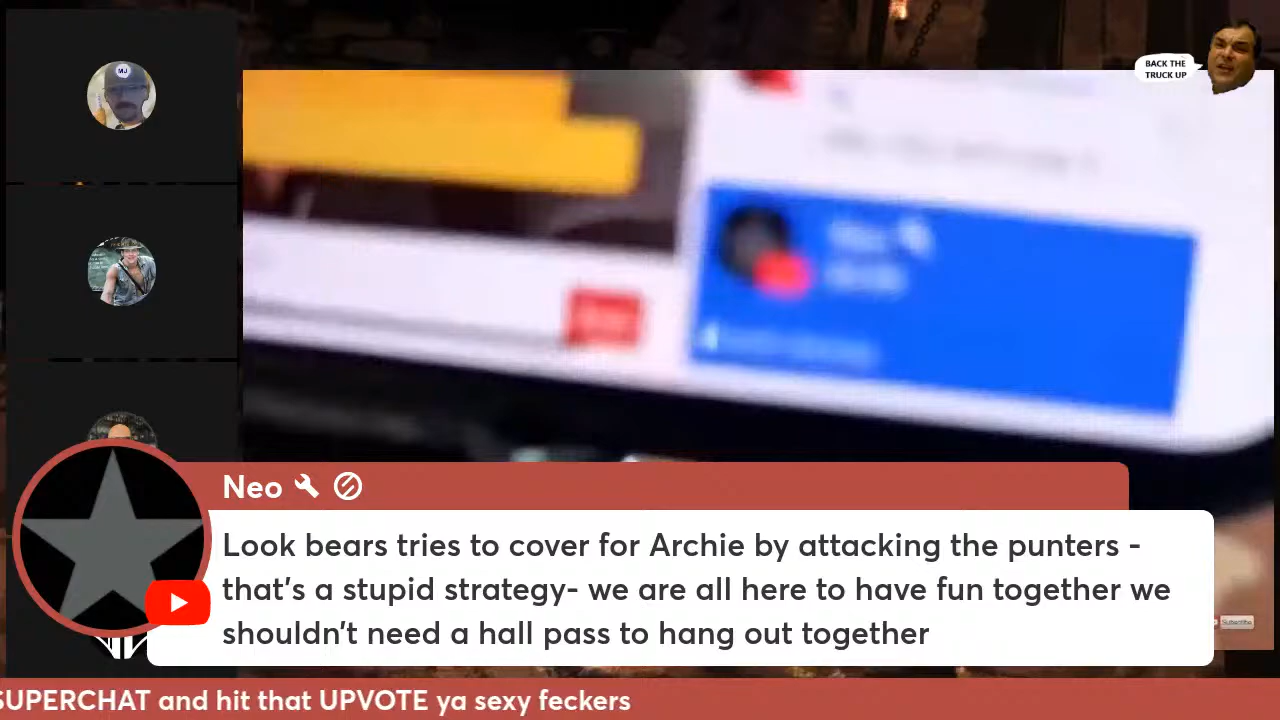 MJ
BACK THE
TRUCK UP
Neo
Look bears tries to cover for Archie by attacking the punters -
that's a stupid strategy- we are all here to have fun together we
shouldn't need a hall pass to hang out together
Subscribe
SUPERCHAT and hit that UPVOTE ya sexy feckers